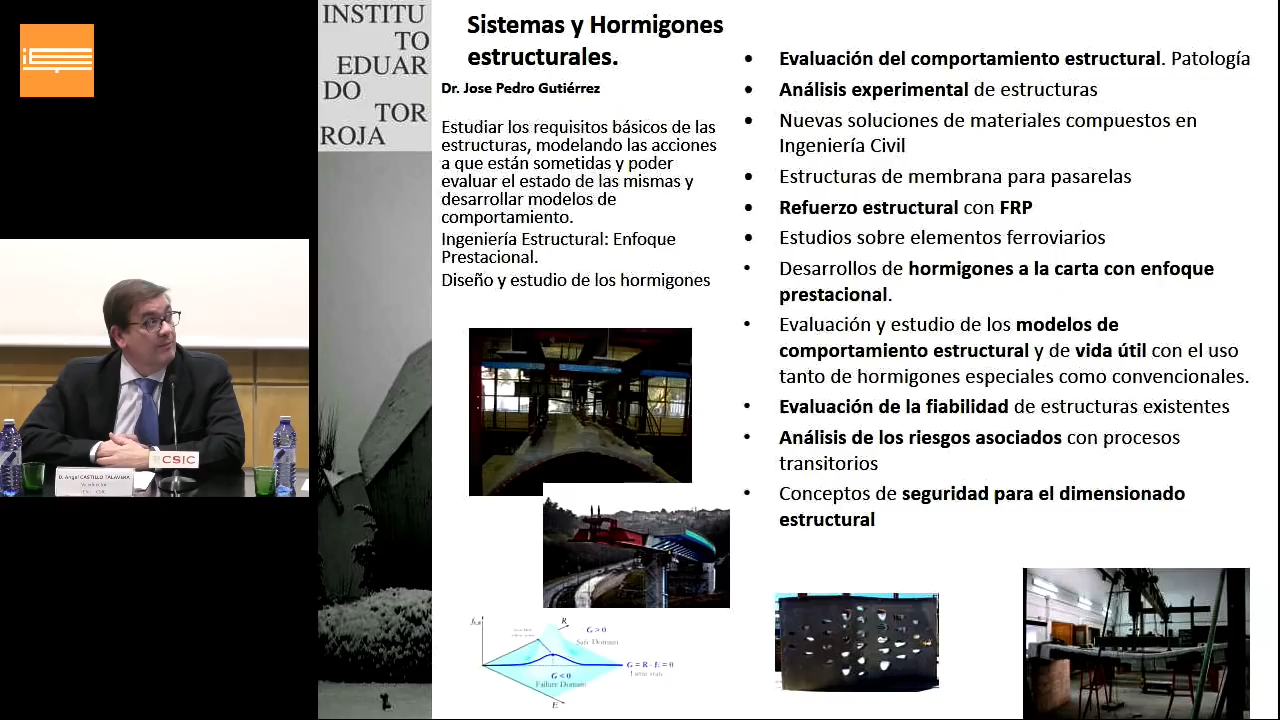 INSTITU
TO
EDUAR
DO
TOR
ROJA
Sistemas y Hormigones
estructurales.
Dr. Jose Pedro Gutiérrez
Estudiar los requisitos básicos de las
estructuras, modelando las acciones
a que están sometidas y poder
evaluar el estado de las mismas y
desarrollar modelos de
comportamiento.
Ingeniería Estructural: Enfoque
Prestacional.
Diseño y estudio de los hormigones
• Evaluación del comportamiento estructural. Patología
• Análisis experimental de estructuras
• Nuevas soluciones de materiales compuestos en
Ingeniería Civil
• Estructuras de membrana para pasarelas
• Refuerzo estructural con FRP
• Estudios sobre elementos ferroviarios
• Desarrollos de hormigones a la carta con enfoque
prestacional.
• Evaluación y estudio de los modelos de
comportamiento estructural y de vida útil con el uso
tanto de hormigones especiales como convencionales.
• Evaluación de la fiabilidad de estructuras existentes
• Análisis de los riesgos asociados con procesos
transitorios
• Conceptos de seguridad para el dimensionado
estructural
CSIC
D. Angel CASTILLO TALAVERA
R
G > 0
Safe Domain
G = R - E = 0
Limit state
G < 0
Failure Domain
E